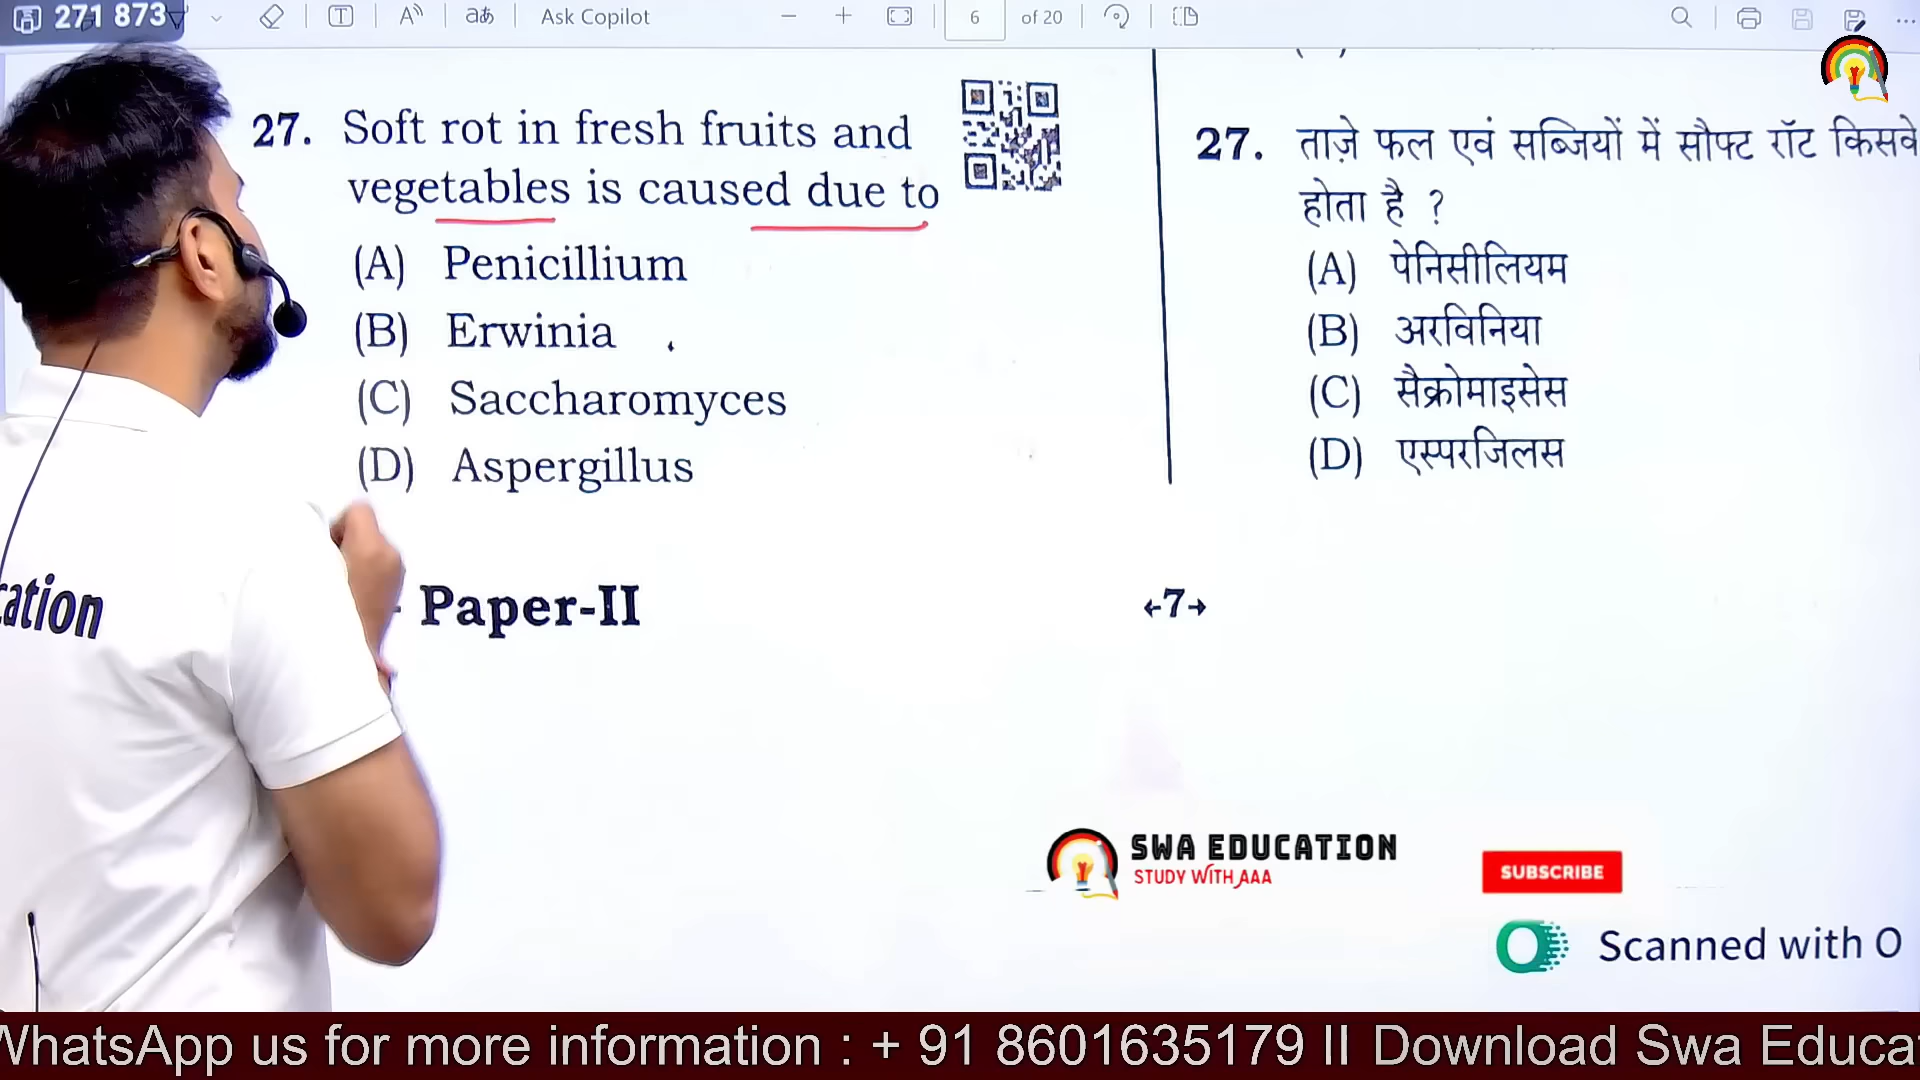 271 873
Ask Copilot
6 of 20
27. Soft rot in fresh fruits and
vegetables is caused due to
(A) Penicillium
(B) Erwinia
(C) Saccharomyces
(D) Aspergillus
27. ताज़े फल एवं सब्जियों में सौफ्ट रॉट किसके
होता है ?
(A) पेनिसीलियम
(B) अरविनिया
(C) सैक्रोमाइसेस
(D) एस्परजिलस
Paper-II
←7→
cation
SWA EDUCATION
STUDY WITH AAA
SUBSCRIBE
Scanned with O
WhatsApp us for more information : + 91 8601635179 II Download Swa Educa